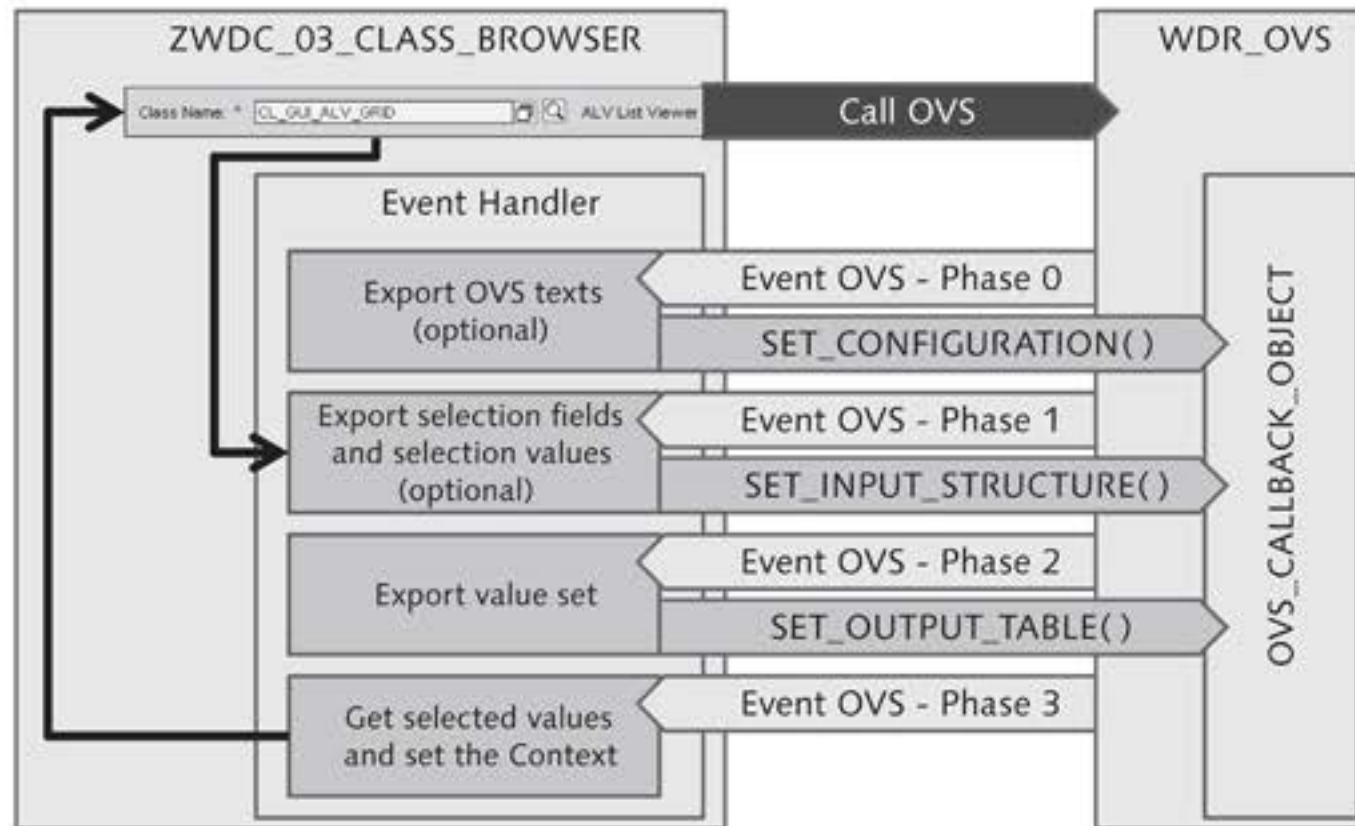 ZWDC_03_CLASS_BROWSER
WDR_OVS
Class Name: * CL_GUI_ALV_GRID ALV List Viewer
Call OVS
Event Handler
Export OVS texts
(optional)
Event OVS - Phase 0
SET_CONFIGURATION( )
Export selection fields
and selection values
(optional)
Event OVS - Phase 1
SET_INPUT_STRUCTURE( )
Export value set
Event OVS - Phase 2
SET_OUTPUT_TABLE( )
Get selected values
and set the Context
Event OVS - Phase 3
OVS_CALLBACK_OBJECT